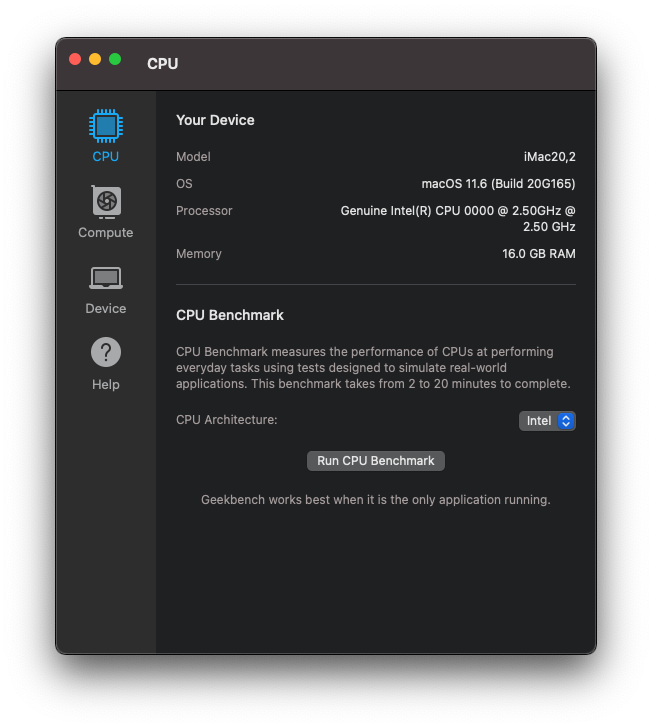 CPU
CPU
Compute
Device
Help
Your Device
Model iMac20,2
OS macOS 11.6 (Build 20G165)
Processor Genuine Intel(R) CPU 0000 @ 2.50GHz @
2.50 GHz
Memory 16.0 GB RAM
CPU Benchmark
CPU Benchmark measures the performance of CPUs at performing
everyday tasks using tests designed to simulate real-world
applications. This benchmark takes from 2 to 20 minutes to complete.
CPU Architecture: Intel
Run CPU Benchmark
Geekbench works best when it is the only application running.